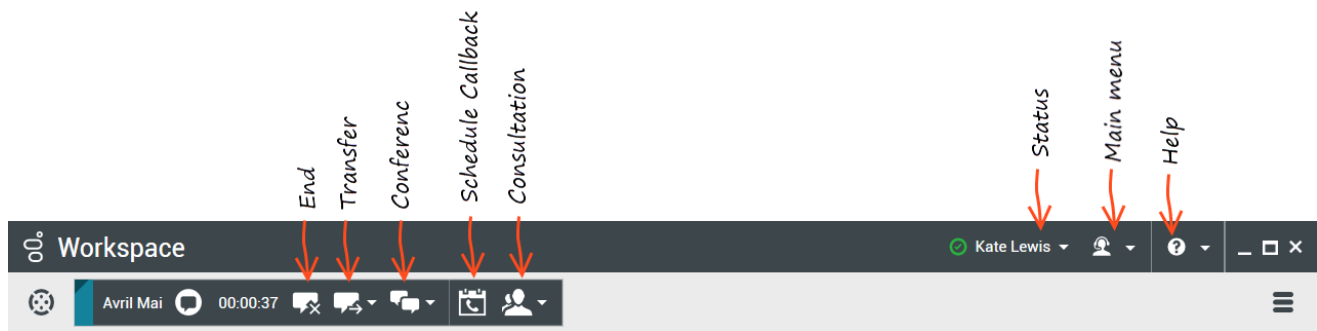 End
Transfer
Conferenc
Schedule Callback
Consultation
Status
Main menu
Help
Workspace
Kate Lewis
Avril Mai 00:00:37